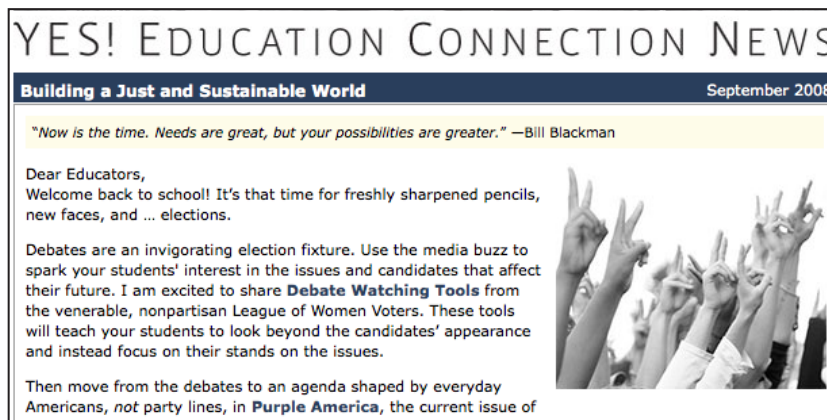 YES! EDUCATION CONNECTION NEWS
Building a Just and Sustainable World September 2008
“Now is the time. Needs are great, but your possibilities are greater.” —Bill Blackman
Dear Educators,
Welcome back to school! It’s that time for freshly sharpened pencils,
new faces, and … elections.
Debates are an invigorating election fixture. Use the media buzz to
spark your students' interest in the issues and candidates that affect
their future. I am excited to share Debate Watching Tools from
the venerable, nonpartisan League of Women Voters. These tools
will teach your students to look beyond the candidates’ appearance
and instead focus on their stands on the issues.
Then move from the debates to an agenda shaped by everyday
Americans, not party lines, in Purple America, the current issue of